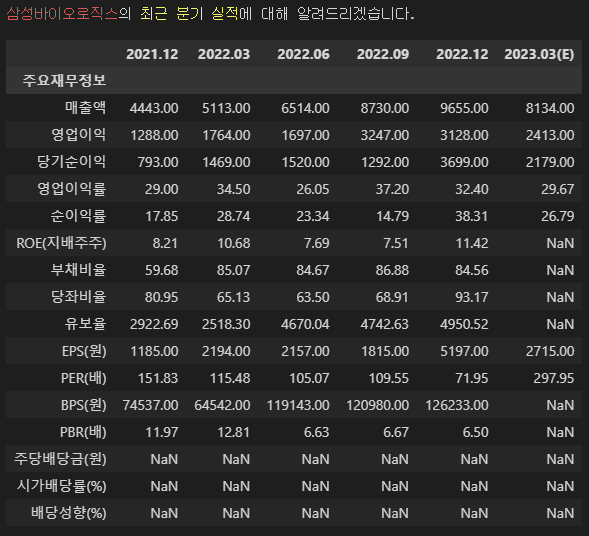 삼성바이오로직스의 최근 분기 실적에 대해 알려드리겠습니다.
2021.12 2022.03 2022.06 2022.09 2022.12 2023.03(E)
주요재무정보
매출액 4443.00 5113.00 6514.00 8730.00 9655.00 8134.00
영업이익 1288.00 1764.00 1697.00 3247.00 3128.00 2413.00
당기순이익 793.00 1469.00 1520.00 1292.00 3699.00 2179.00
영업이익률 29.00 34.50 26.05 37.20 32.40 29.67
순이익률 17.85 28.74 23.34 14.79 38.31 26.79
ROE(지배주주) 8.21 10.68 7.69 7.51 11.42 NaN
부채비율 59.68 85.07 84.67 86.88 84.56 NaN
당좌비율 80.95 65.13 63.50 68.91 93.17 NaN
유보율 2922.69 2518.30 4670.04 4742.63 4950.52 NaN
EPS(원) 1185.00 2194.00 2157.00 1815.00 5197.00 2715.00
PER(배) 151.83 115.48 105.07 109.55 71.95 297.95
BPS(원) 74537.00 64542.00 119143.00 120980.00 126233.00 NaN
PBR(배) 11.97 12.81 6.63 6.67 6.50 NaN
주당배당금(원) NaN NaN NaN NaN NaN NaN
시가배당률(%) NaN NaN NaN NaN NaN NaN
배당성향(%) NaN NaN NaN NaN NaN NaN